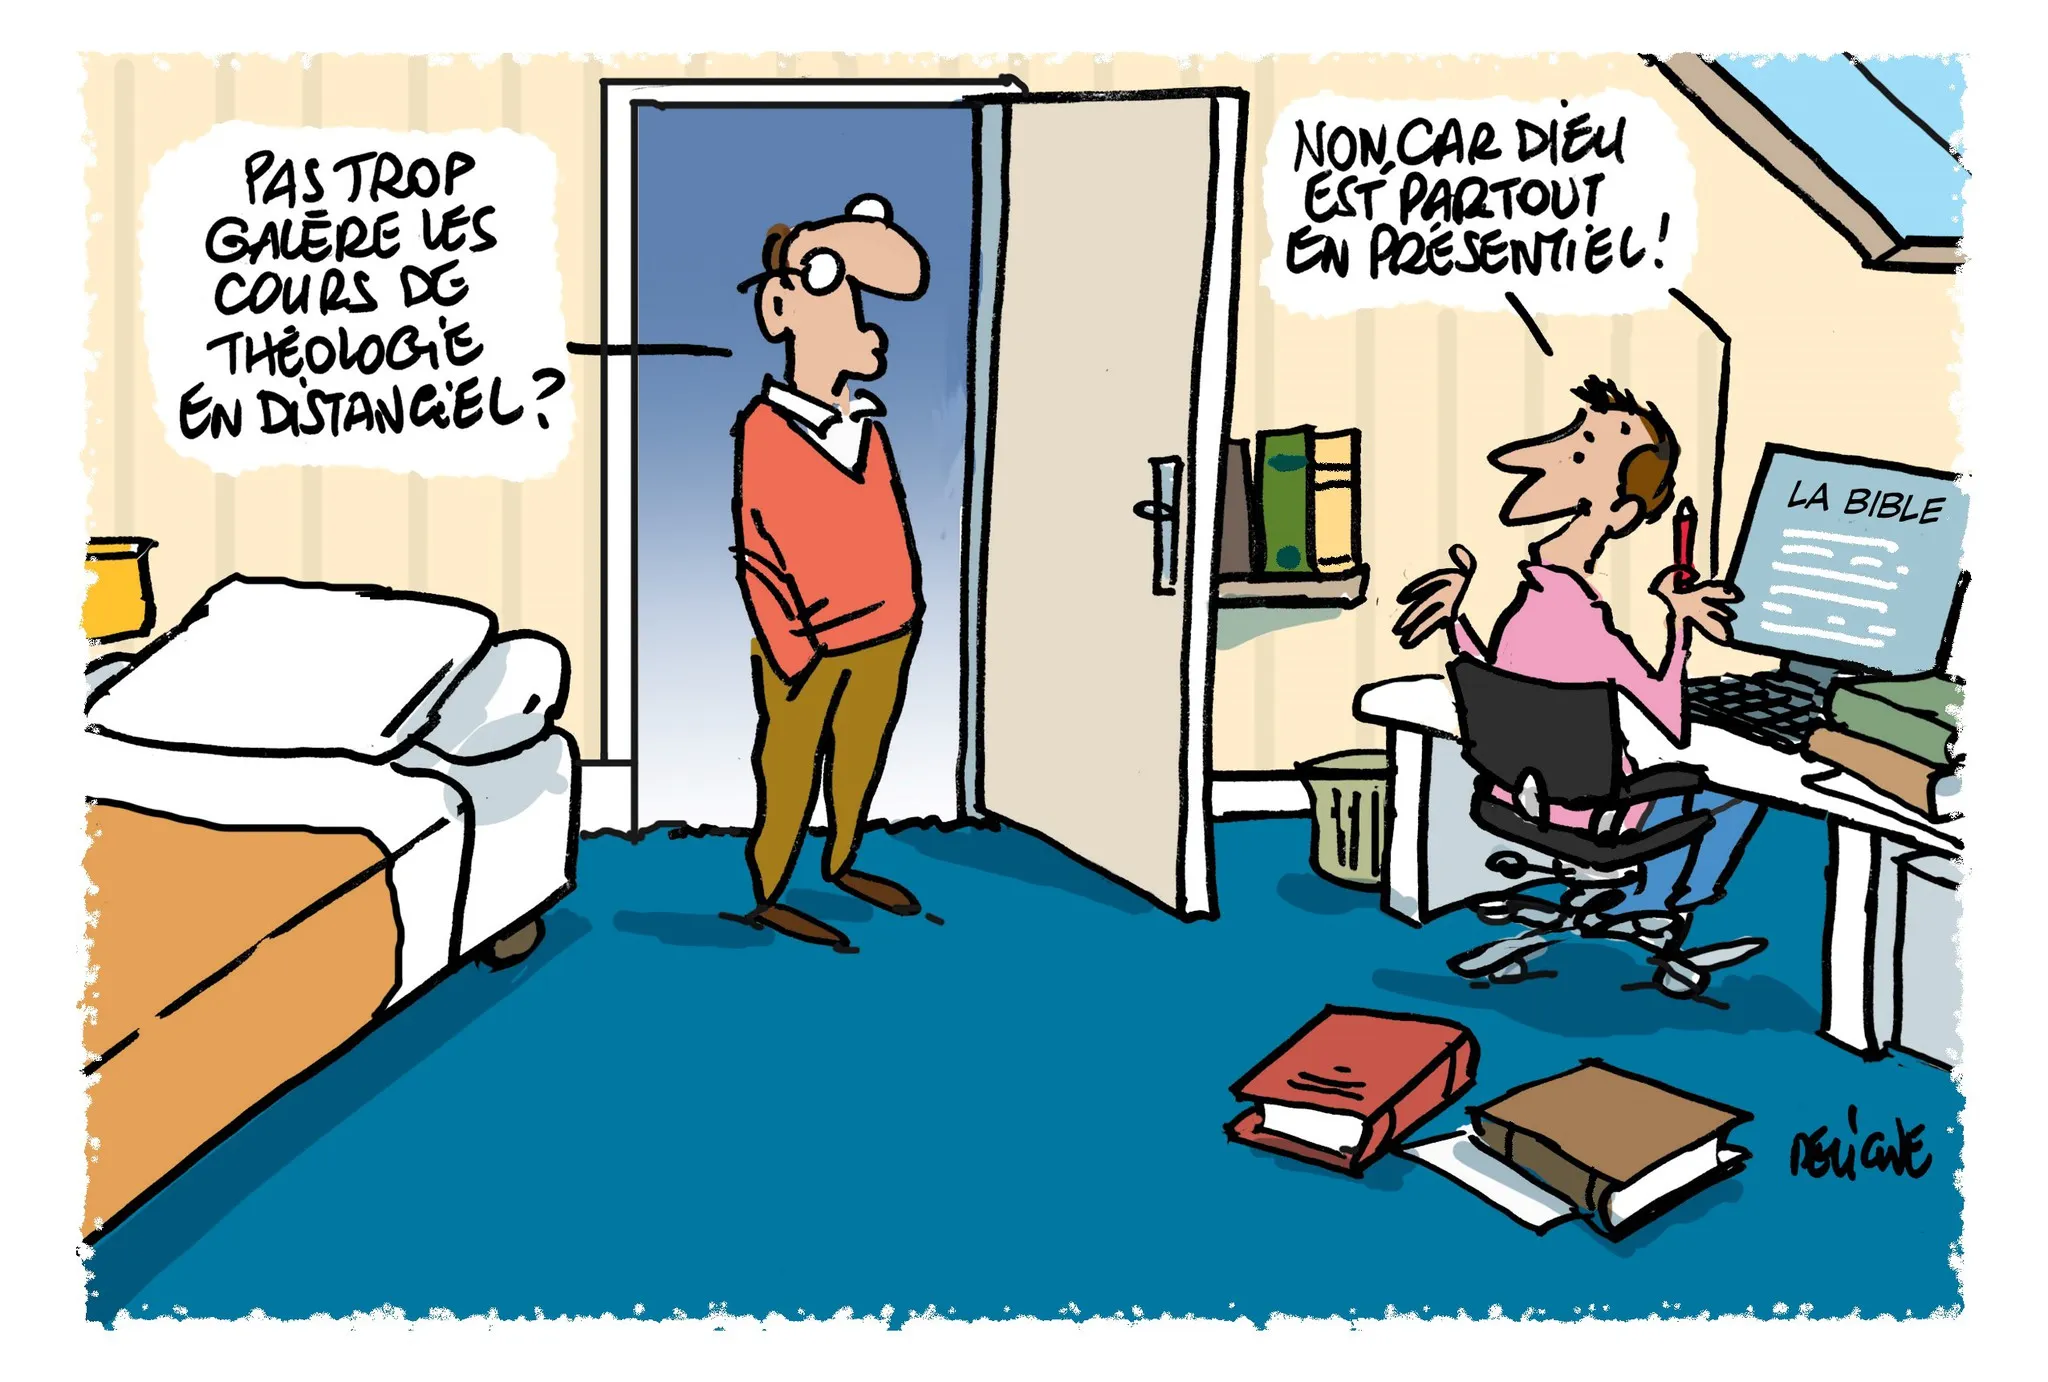 PAS TROP
GALÈRE LES
COURS DE
THÉOLOGIE
EN DISTANCIEL?
NON, CAR DIEU
EST PARTOUT
EN PRÉSENTIEL!
LA BIBLE
DELIGNE